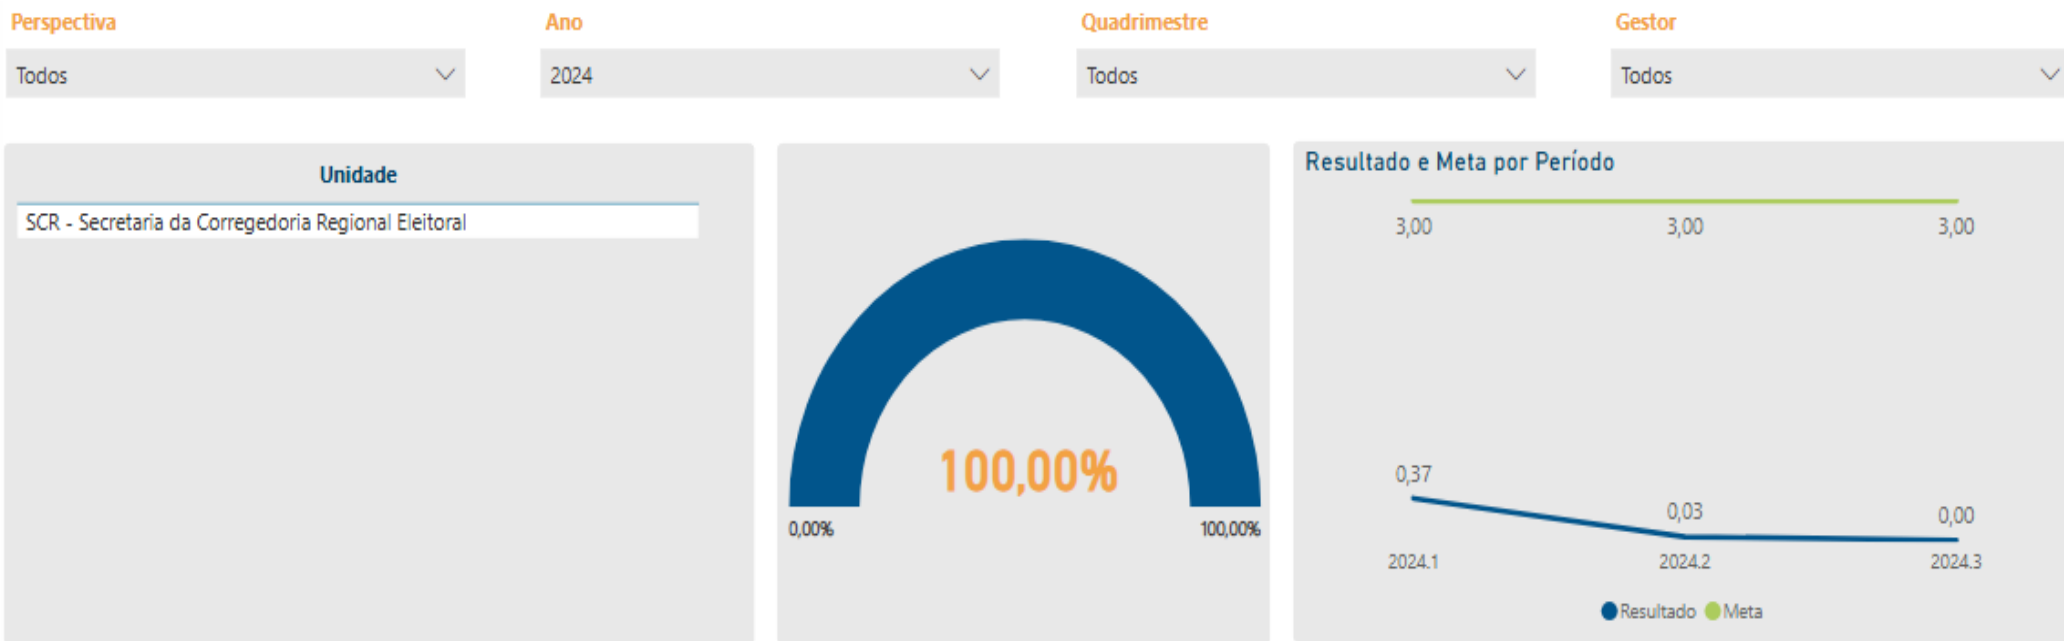 Perspectiva
Ano
Quadrimestre
Gestor
Todos
2024
Todos
Todos
Unidade
SCR - Secretaria da Corregedoria Regional Eleitoral
100,00%
0,00%
100,00%
Resultado e Meta por Período
3,00
3,00
3,00
0,37
0,03
0,00
2024.1
2024.2
2024.3
Resultado
Meta